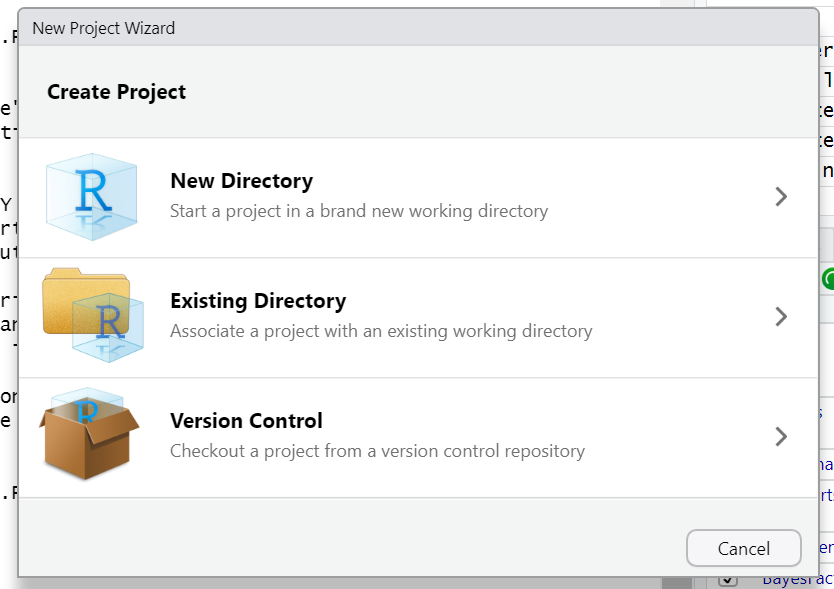 New Project Wizard
Create Project
R
New Directory
Start a project in a brand new working directory
R
Existing Directory
Associate a project with an existing working directory
R
Version Control
Checkout a project from a version control repository
Cancel